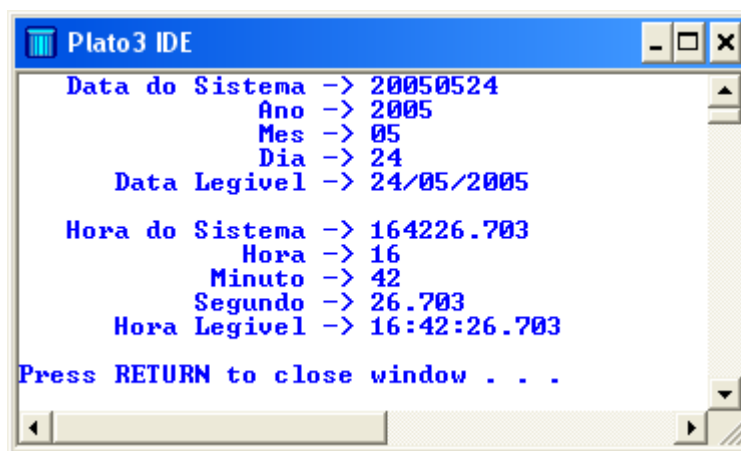 Plato3 IDE
Data do Sistema -> 20050524
Ano -> 2005
Mes -> 05
Dia -> 24
Data Legivel -> 24/05/2005
Hora do Sistema -> 164226.703
Hora -> 16
Minuto -> 42
Segundo -> 26.703
Hora Legivel -> 16:42:26.703
Press RETURN to close window . . .